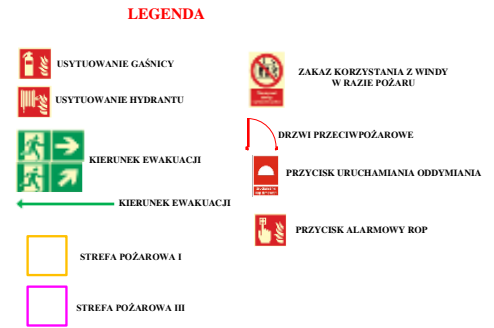 LEGENDA
USYTUOWANIE GAŚNICY
USYTUOWANIE HYDRANTU
KIERUNEK EWAKUACJI
KIERUNEK EWAKUACJI
STREFA POŻAROWA I
STREFA POŻAROWA III
ZAKAZ KORZYSTANIA Z WINDY
W RAZIE POŻARU
DRZWI PRZECIWPOŻAROWE
PRZYCISK URUCHAMIANIA ODDYMIANIA
PRZYCISK ALARMOWY ROP